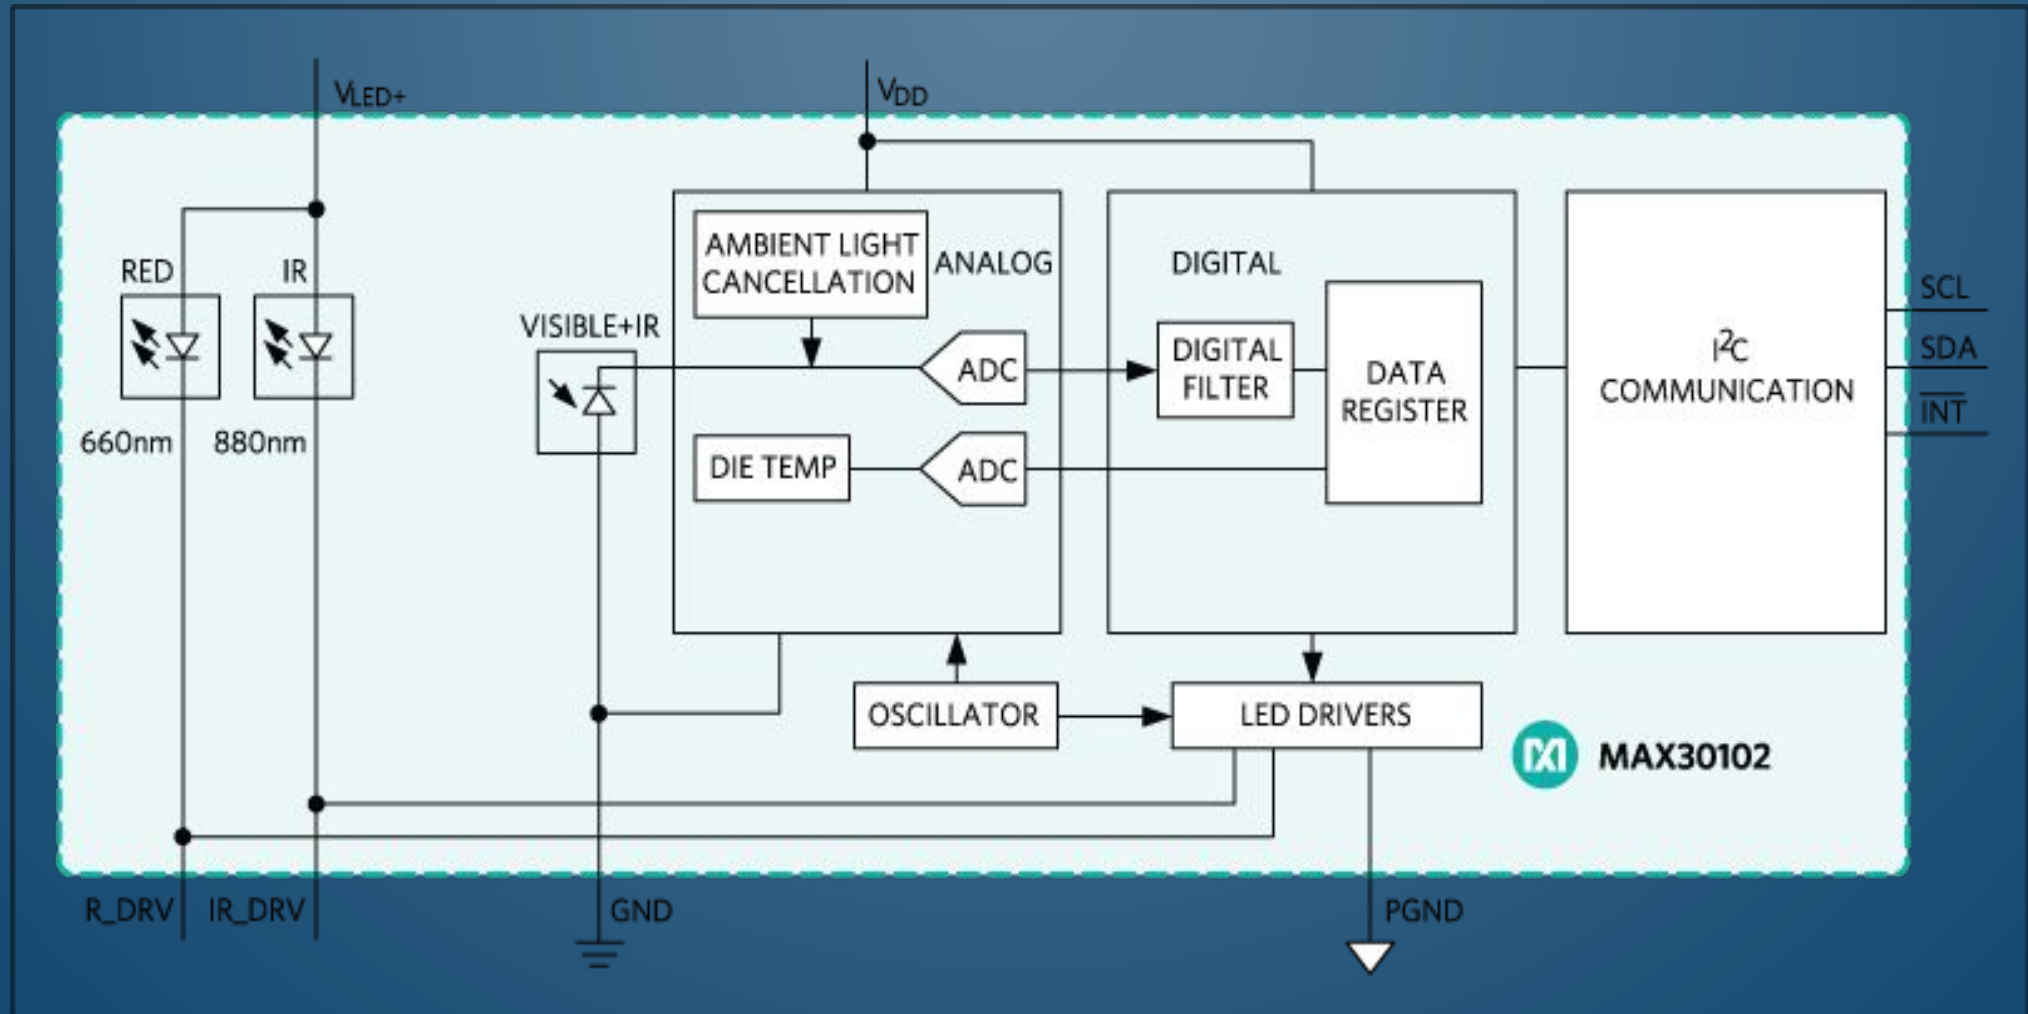 VLED+
VDD
RED
IR
660nm
880nm
VISIBLE+IR
AMBIENT LIGHT
CANCELLATION
ANALOG
ADC
DIE TEMP
ADC
DIGITAL
DIGITAL
FILTER
DATA
REGISTER
I²C
COMMUNICATION
SCL
SDA
INT
OSCILLATOR
LED DRIVERS
MAX30102
R_DRV
IR_DRV
GND
PGND